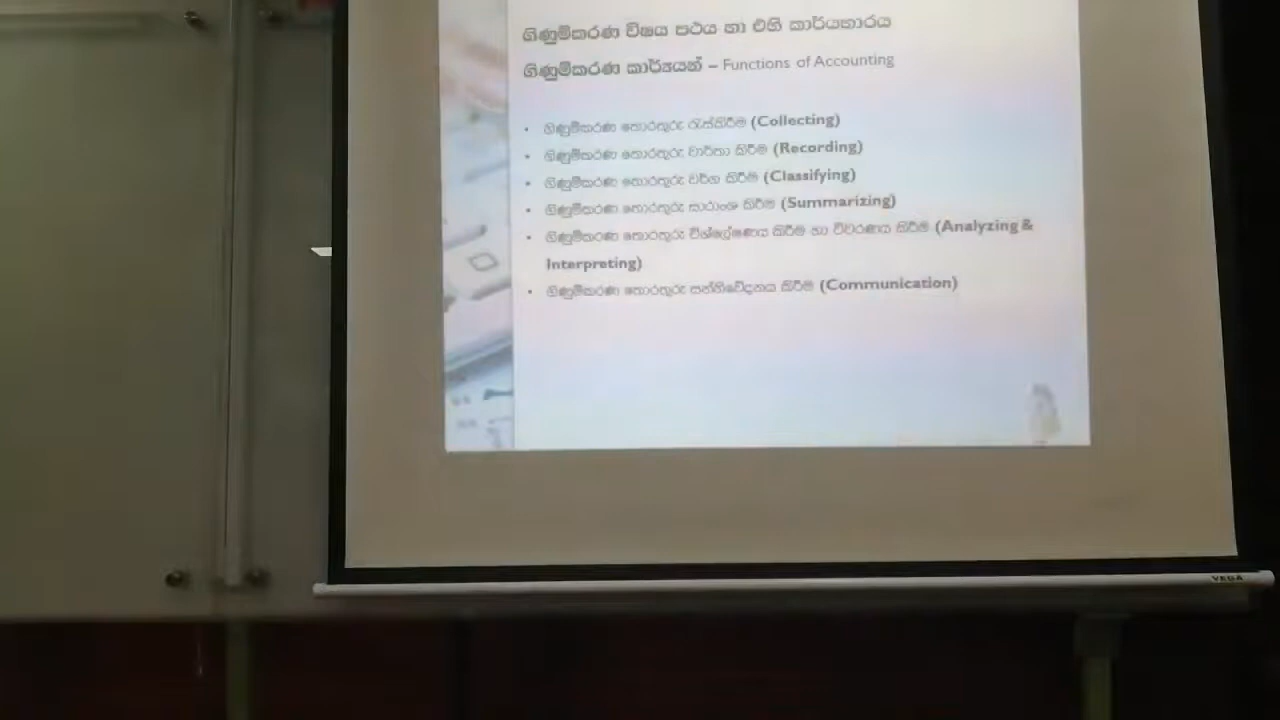 ගිණුම්කරණ විෂය පථය හා එහි කාර්යභාරය
ගිණුම්කරණ කාර්යයන් – Functions of Accounting
• ගිණුම්කරණ තොරතුරු රැස්කිරීම (Collecting)
• ගිණුම්කරණ තොරතුරු වාර්තා කිරීම (Recording)
• ගිණුම්කරණ තොරතුරු වර්ග කිරීම (Classifying)
• ගිණුම්කරණ තොරතුරු සාරාංශ කිරීම (Summarizing)
• ගිණුම්කරණ තොරතුරු විශ්ලේෂණය කිරීම හා විවරණය කිරීම (Analyzing &
Interpreting)
• ගිණුම්කරණ තොරතුරු සන්නිවේදනය කිරීම (Communication)
VEGA